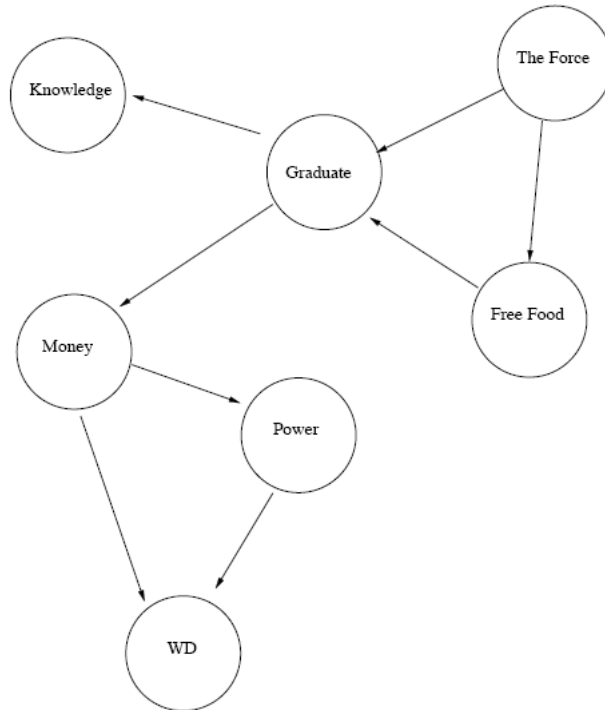 The Force
Knowledge
Graduate
Free Food
Money
Power
WD